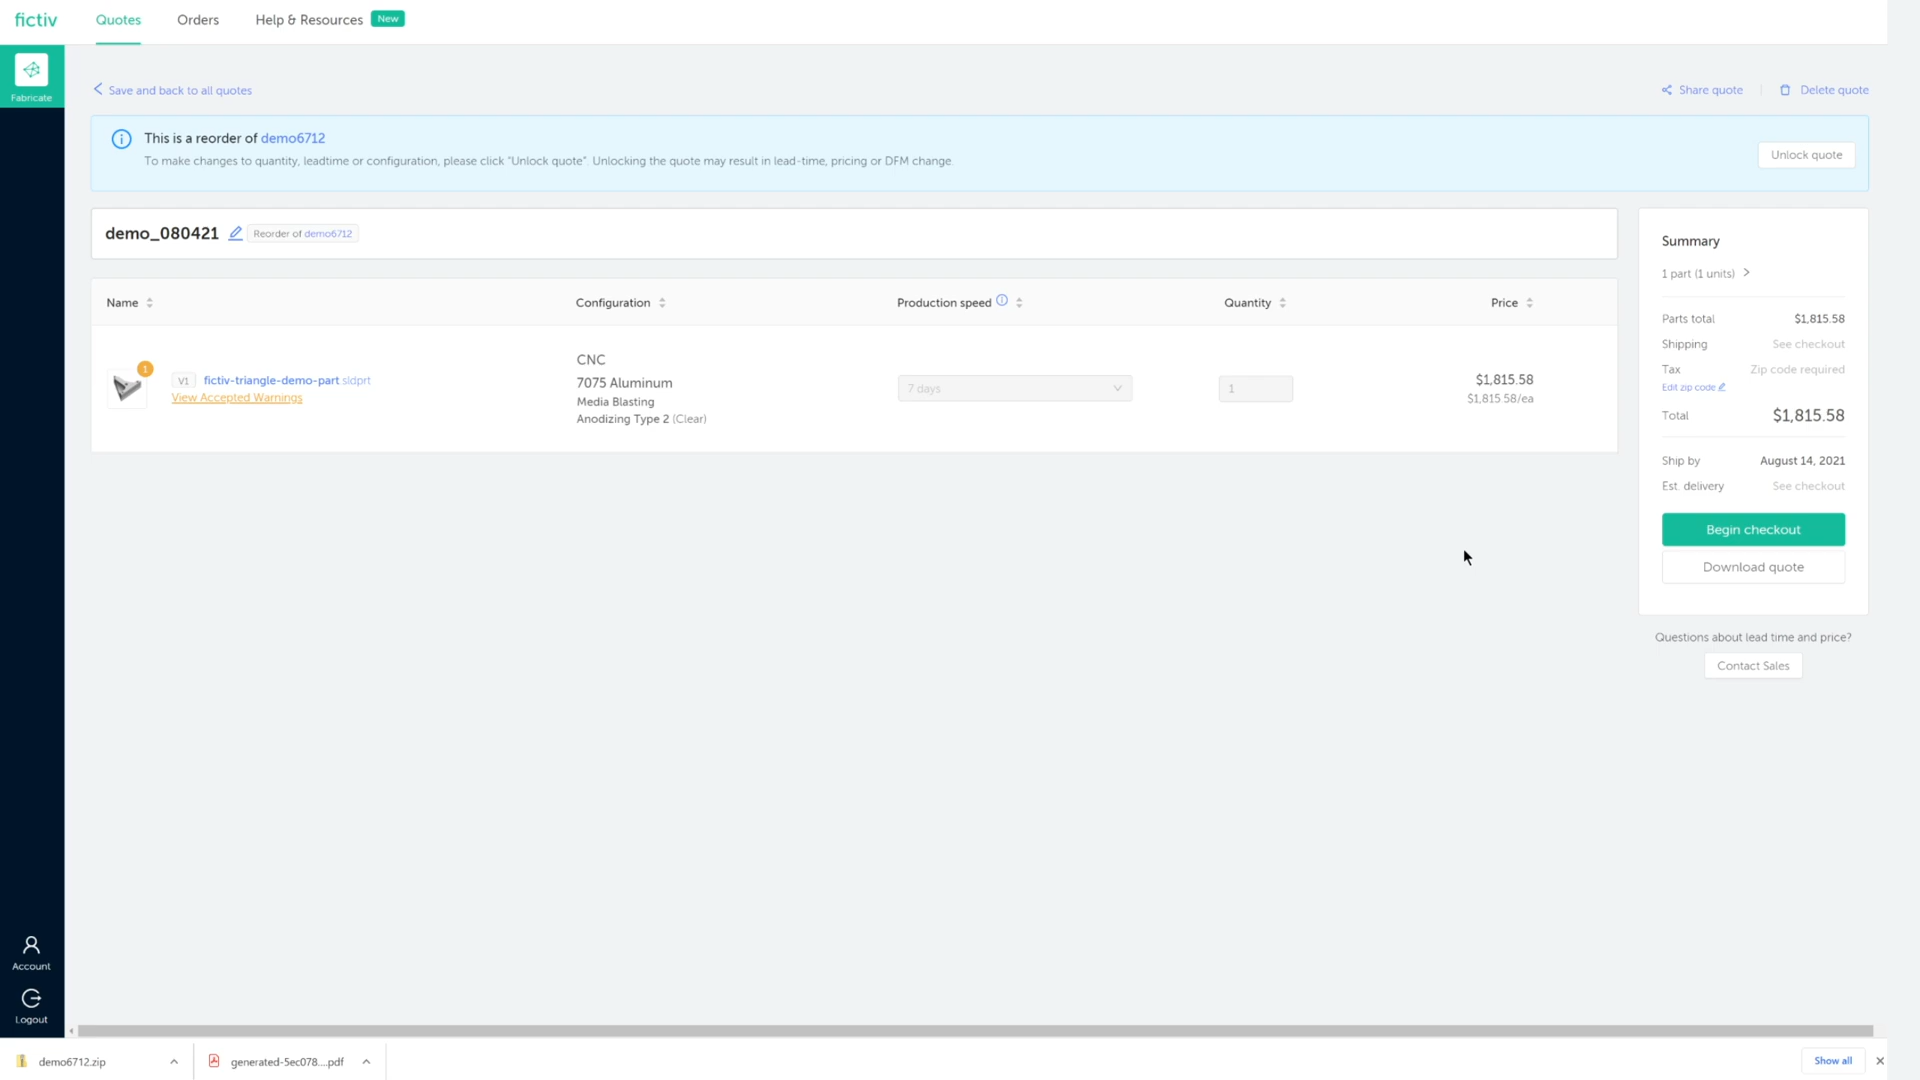 fictiv
Quotes
Orders
Help & Resources
New
Fabricate
Save and back to all quotes
Share quote
Delete quote
This is a reorder of demo6712
To make changes to quantity, leadtime or configuration, please click "Unlock quote". Unlocking the quote may result in lead-time, pricing or DFM change.
Unlock quote
demo_080421
Reorder of demo6712
Name
Configuration
Production speed
Quantity
Price
1
V1
fictiv-triangle-demo-part sldprt
View Accepted Warnings
CNC
7075 Aluminum
Media Blasting
Anodizing Type 2 (Clear)
7 days
1
$1,815.58
$1,815.58/ea
Summary
1 part (1 units)
Parts total $1,815.58
Shipping See checkout
Tax Zip code required
Edit zip code
Total $1,815.58
Ship by August 14, 2021
Est. delivery See checkout
Begin checkout
Download quote
Questions about lead time and price?
Contact Sales
Account
Logout
demo6712.zip
generated-5ec078....pdf
Show all